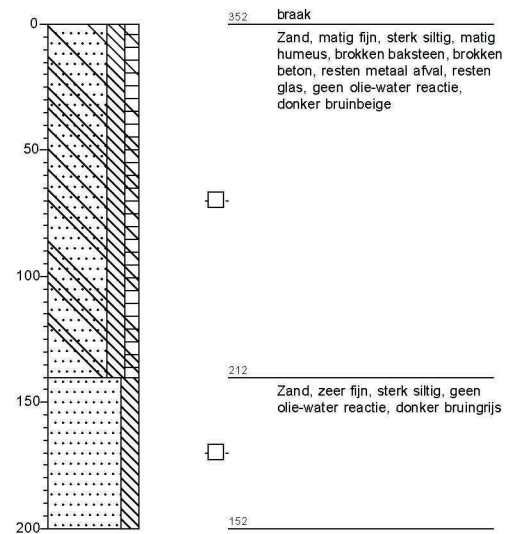 0
50
100
150
200
352 braak
Zand, matig fijn, sterk siltig, matig
humeus, brokken baksteen, brokken
beton, resten metaal afval, resten
glas, geen olie-water reactie,
donker bruinbeige
212
Zand, zeer fijn, sterk siltig, geen
olie-water reactie, donker bruingrijs
152